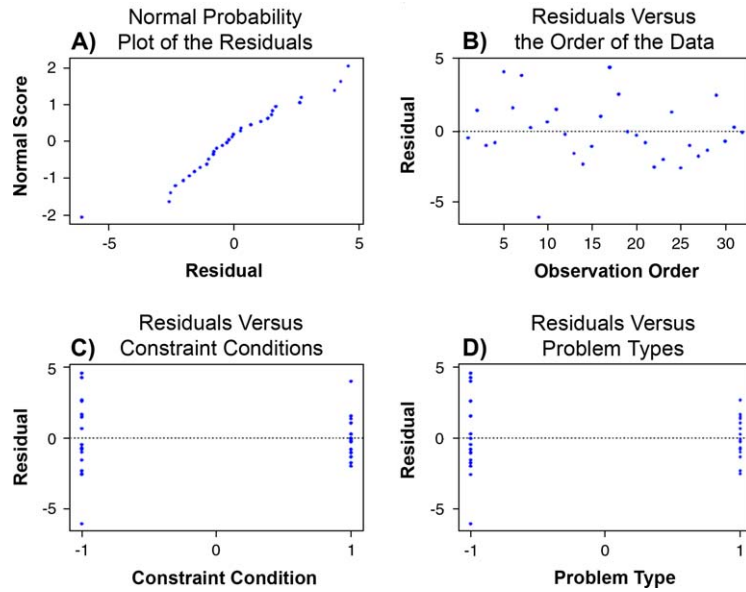 A) Normal Probability
Plot of the Residuals
Normal Score
2
1
0
-1
-2
-5
0
5
Residual
B) Residuals Versus
the Order of the Data
Residual
5
0
-5
5
10
15
20
25
30
Observation Order
C) Residuals Versus
Constraint Conditions
Residual
5
0
-5
-1
0
1
Constraint Condition
D) Residuals Versus
Problem Types
Residual
5
0
-5
-1
0
1
Problem Type